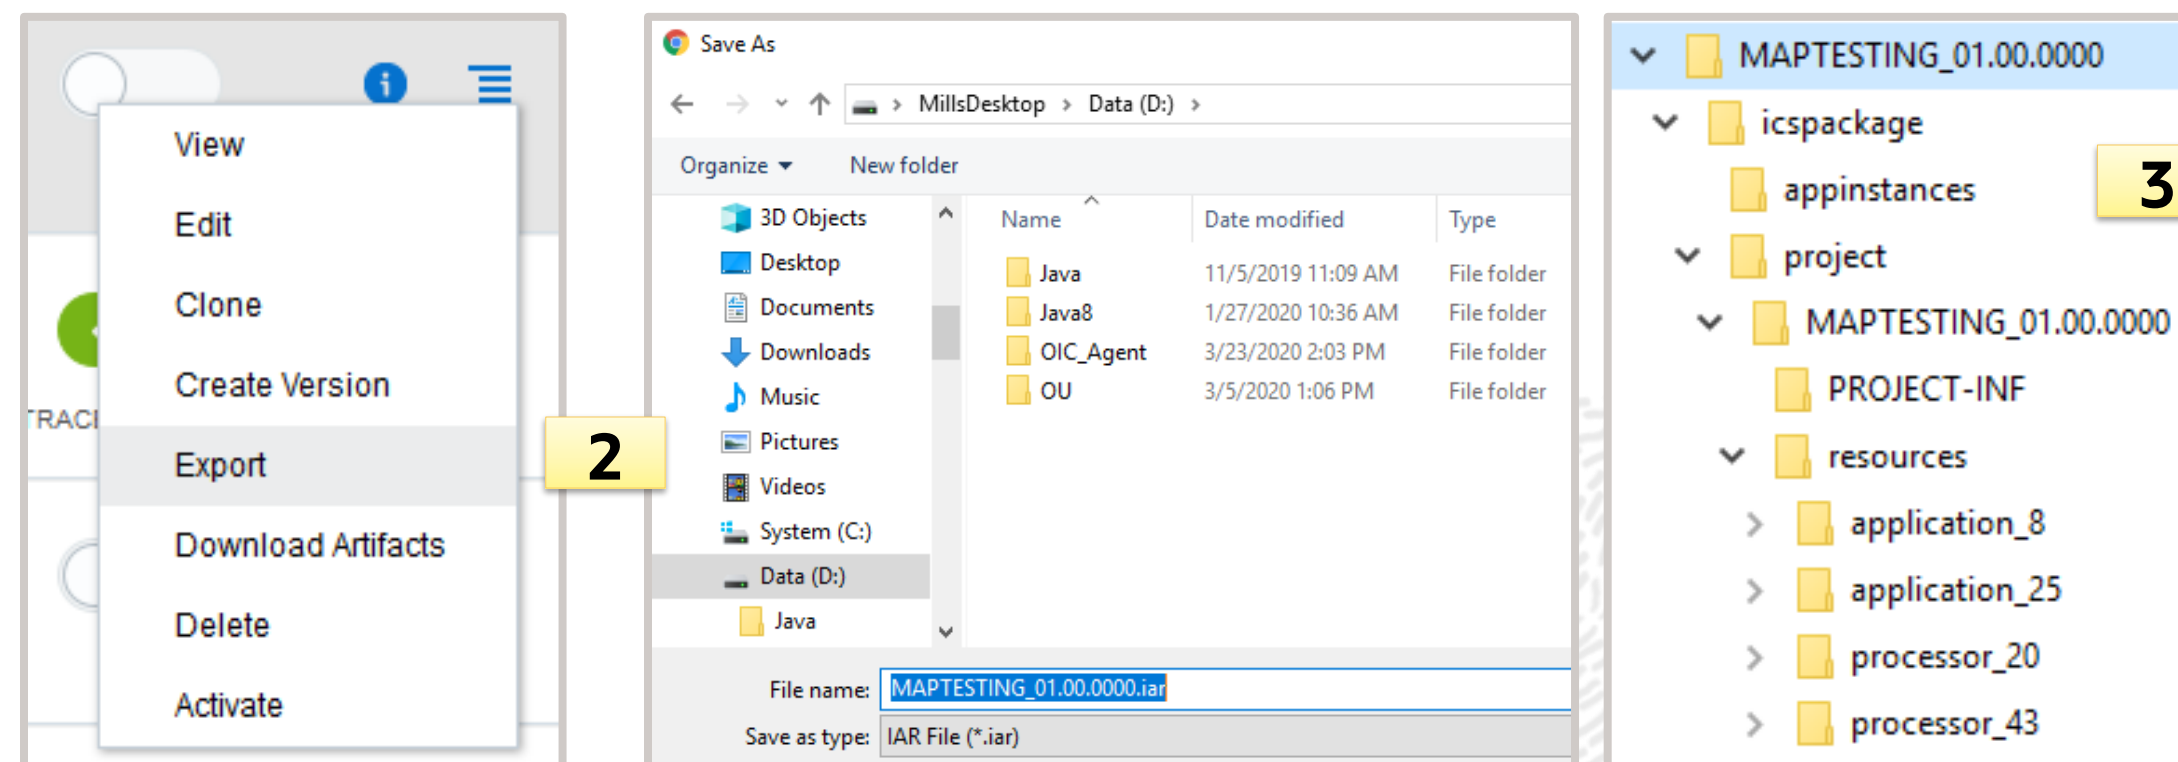 View
Edit
Clone
Create Version
TRAC
Export
Download Artifacts
Delete
Activate
2
Save As
MillsDesktop > Data (D:) >
Organize New folder
3D Objects
Desktop
Documents
Downloads
Music
Pictures
Videos
System (C:)
Data (D:)
Java
Name Date modified Type
Java 11/5/2019 11:09 AM File folder
Java8 1/27/2020 10:36 AM File folder
OIC_Agent 3/23/2020 2:03 PM File folder
OU 3/5/2020 1:06 PM File folder
File name: MAPTESTING_01.00.0000.iar
Save as type: IAR File (*.iar)
MAPTESTING_01.00.0000
icspackage
appinstances
3
project
MAPTESTING_01.00.0000
PROJECT-INF
resources
application_8
application_25
processor_20
processor_43